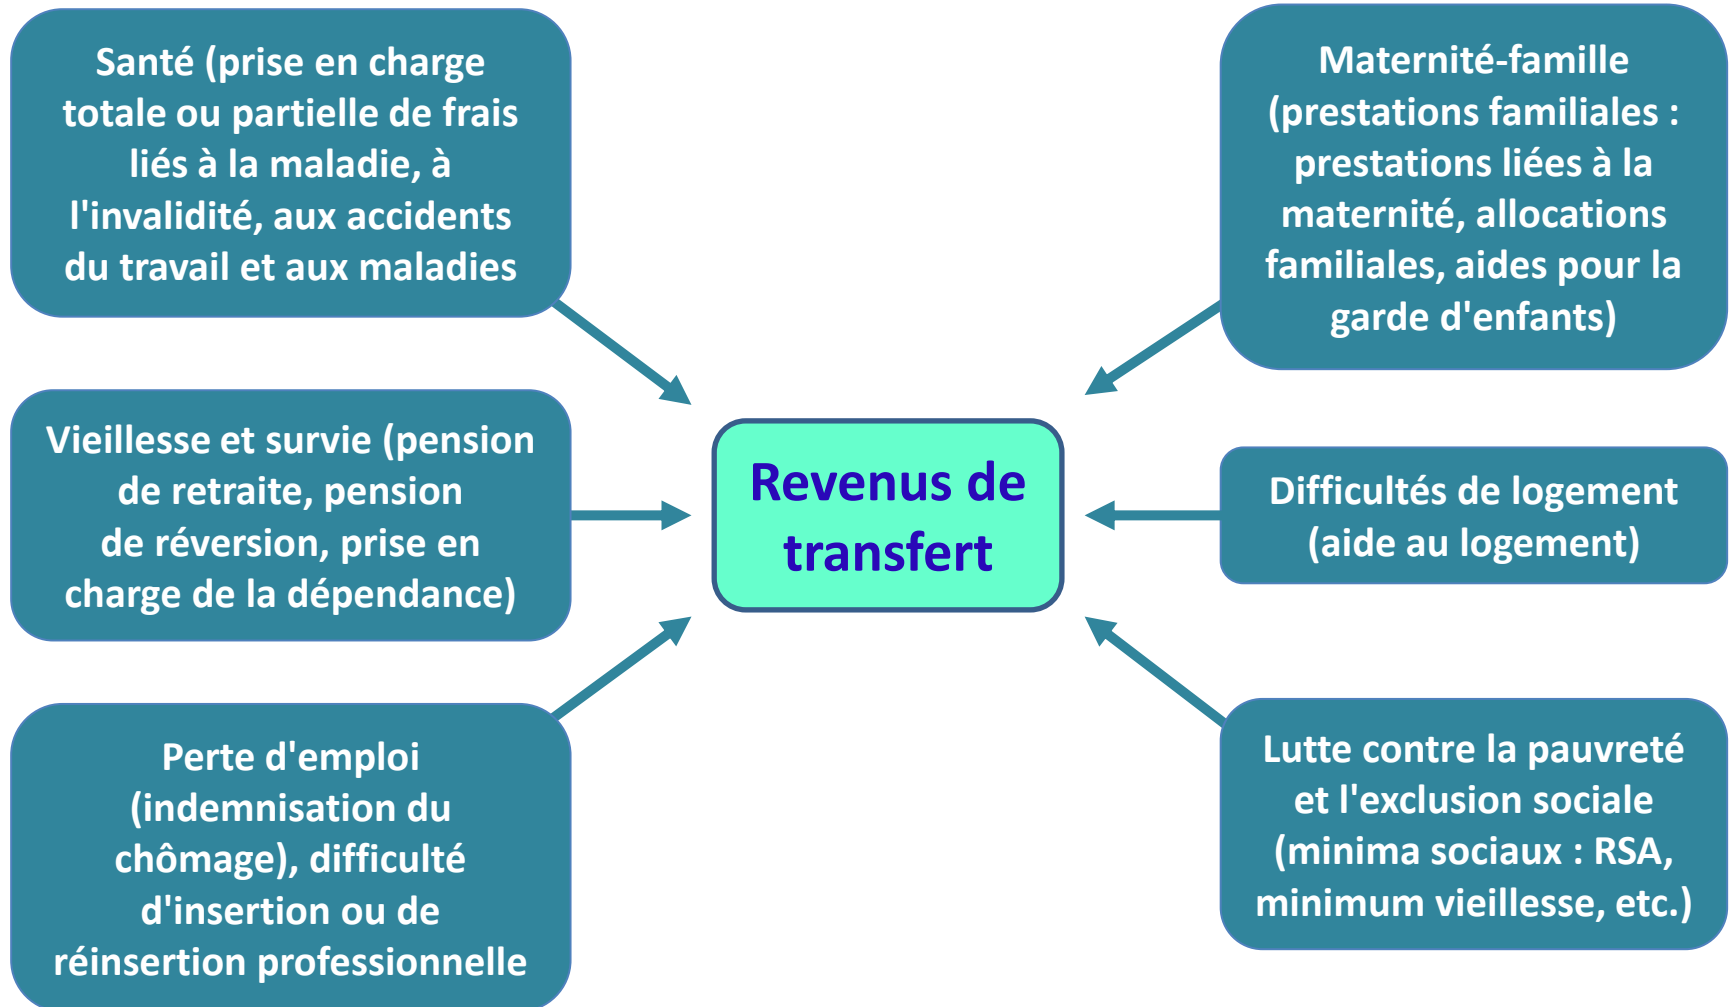 Santé (prise en charge
totale ou partielle de frais
liés à la maladie, à
l'invalidité, aux accidents
du travail et aux maladies
Vieillesse et survie (pension
de retraite, pension
de réversion, prise en
charge de la dépendance)
Perte d'emploi
(indemnisation du
chômage), difficulté
d'insertion ou de
réinsertion professionnelle
Revenus de
transfert
Maternité-famille
(prestations familiales :
prestations liées à la
maternité, allocations
familiales, aides pour la
garde d'enfants)
Difficultés de logement
(aide au logement)
Lutte contre la pauvreté
et l'exclusion sociale
(minima sociaux : RSA,
minimum vieillesse, etc.)